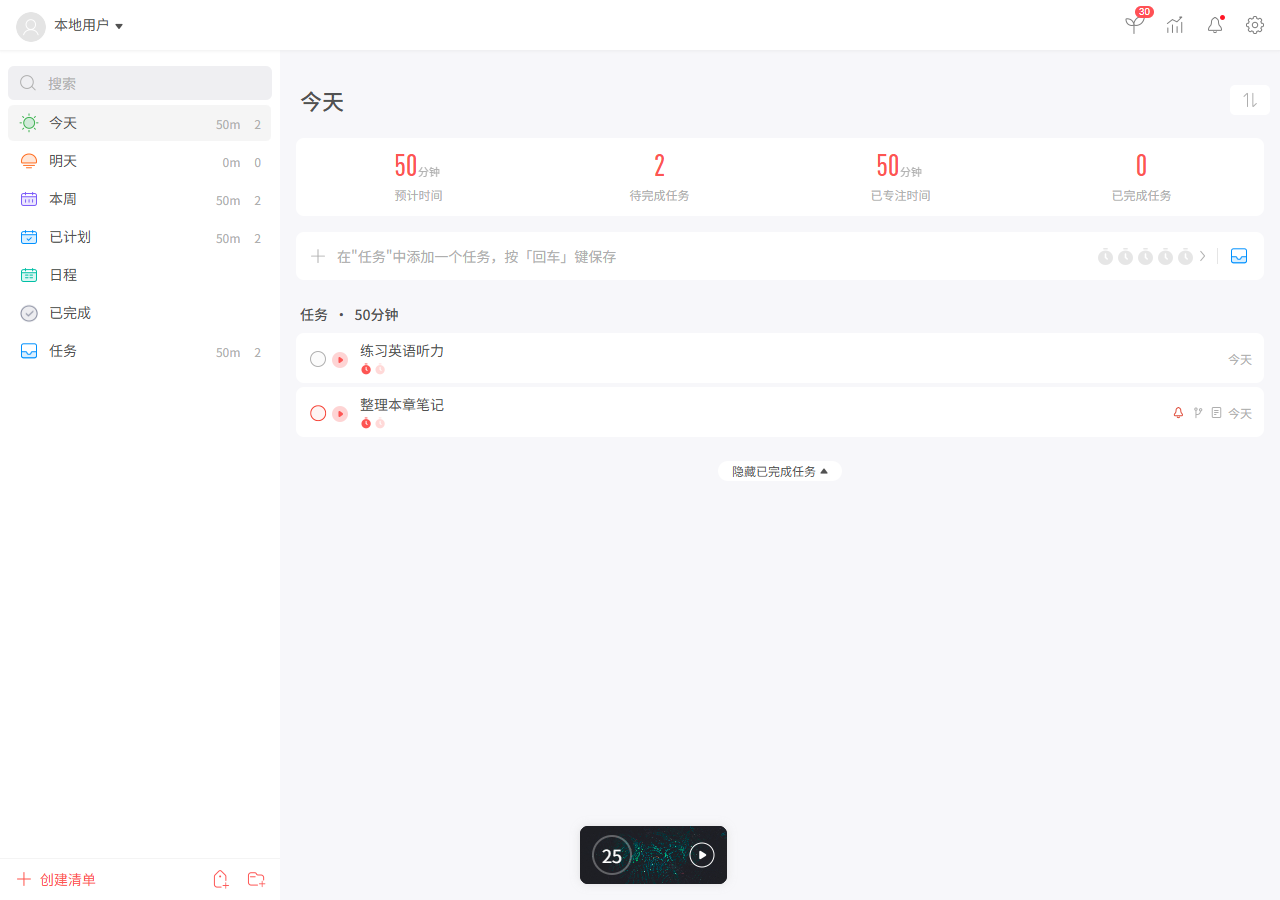 本地用户
30
搜索
今天 50m 2
明天 0m 0
本周 50m 2
已计划 50m 2
日程
已完成
任务 50m 2
创建清单
今天
50分钟 2 50分钟 0
预计时间 待完成任务 已专注时间 已完成任务
在"任务"中添加一个任务，按「回车」键保存
任务 · 50分钟
练习英语听力 今天
整理本章笔记 今天
隐藏已完成任务
25